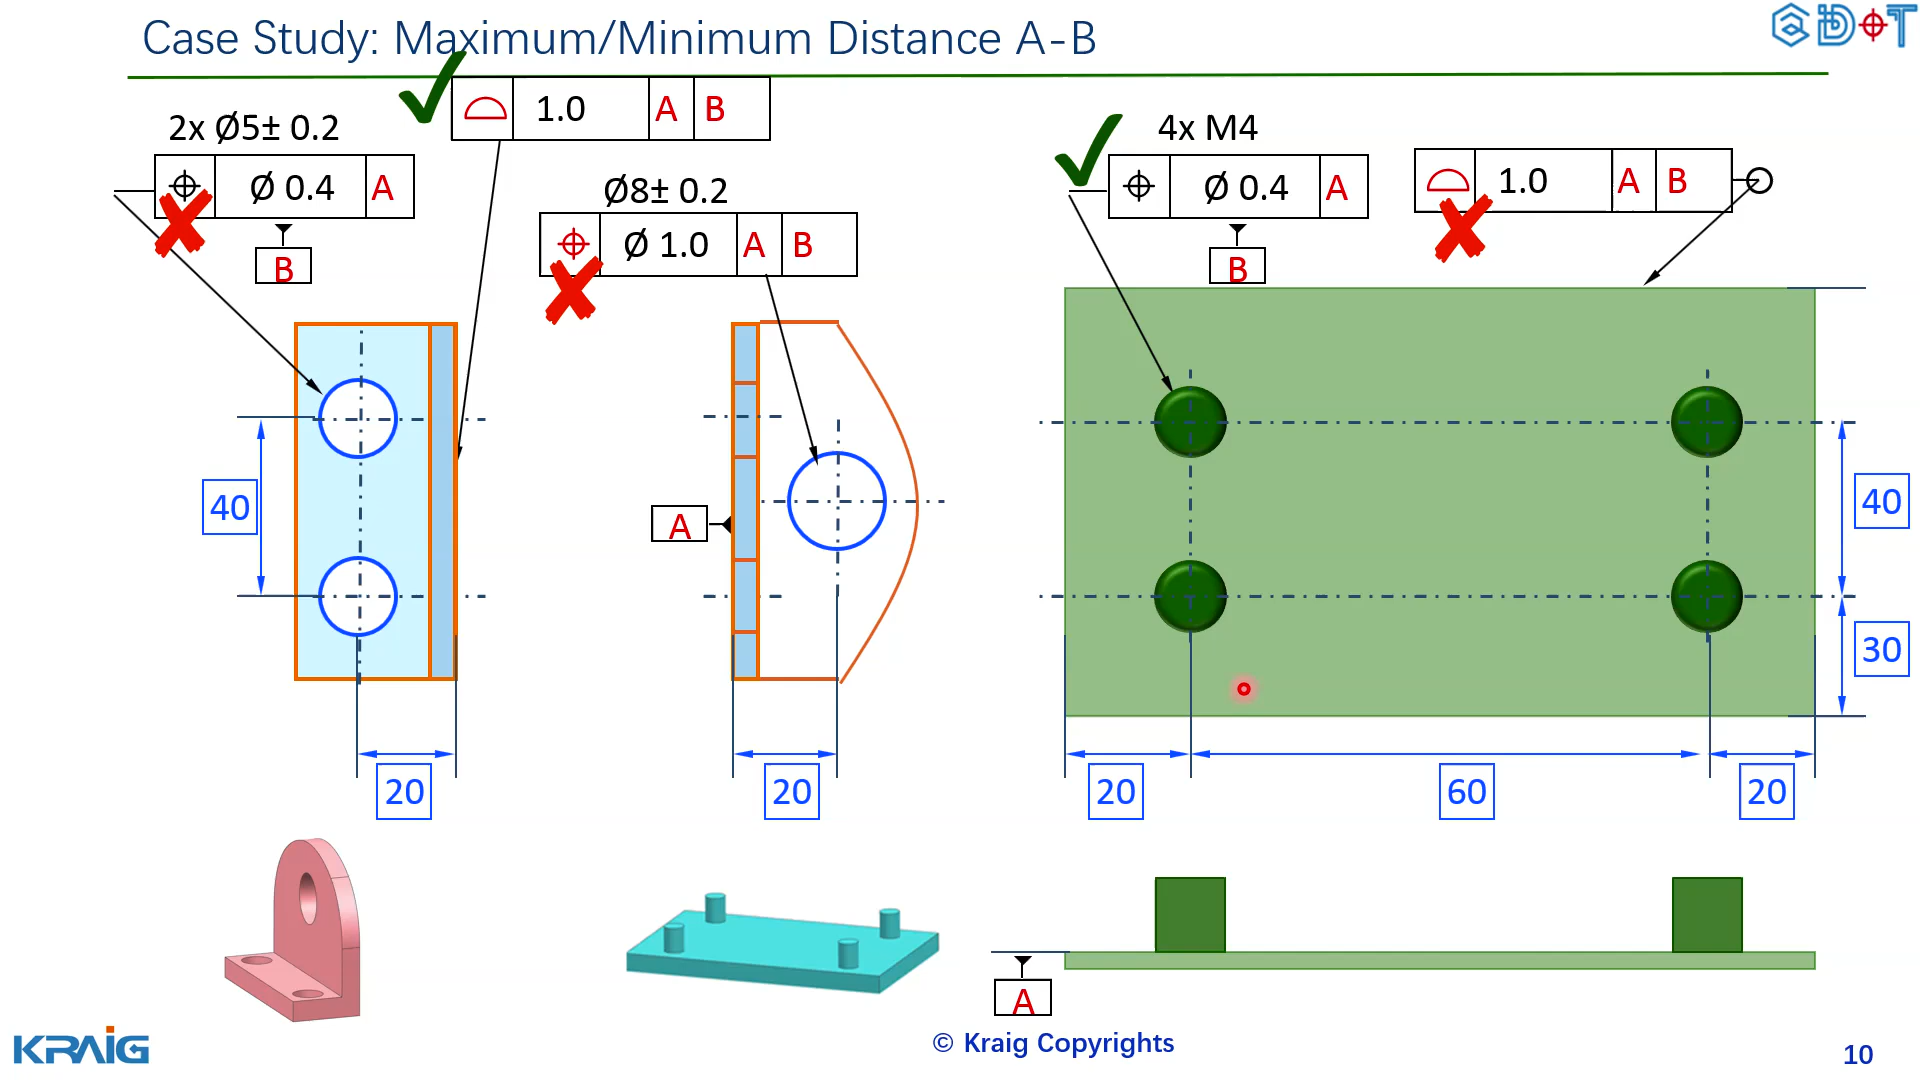 Case Study: Maximum/Minimum Distance A-B
2x Ø5± 0.2
Ø 0.4 A
B
1.0 A B
Ø8± 0.2
Ø 1.0 A B
4x M4
Ø 0.4 A
B
1.0 A B
40
A
40
30
20
20
20
60
20
A
KRAIG
© Kraig Copyrights
10